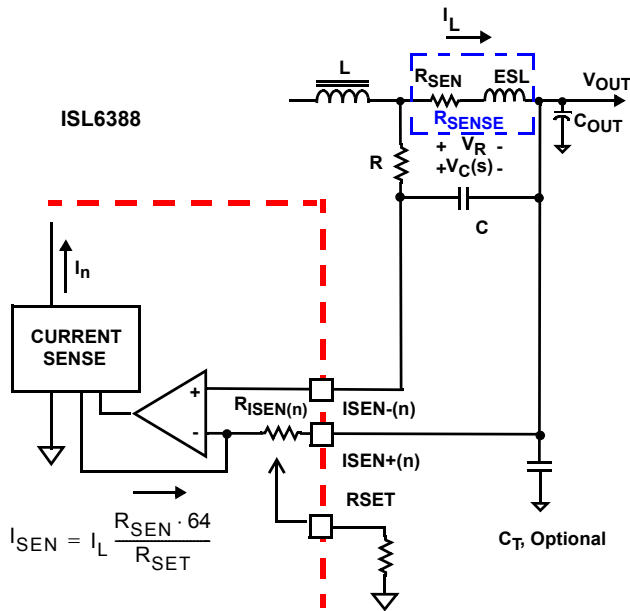 I_L
L
R_SEN
ESL
V_OUT
ISL6388
R_SENSE
C_OUT
+ V_R -
R
+V_C(s) -
C
I_n
CURRENT
SENSE
+
R_ISEN(n)
ISEN-(n)
-
ISEN+(n)
RSET
I_SEN = I_L R_SEN · 64 / R_SET
C_T, Optional